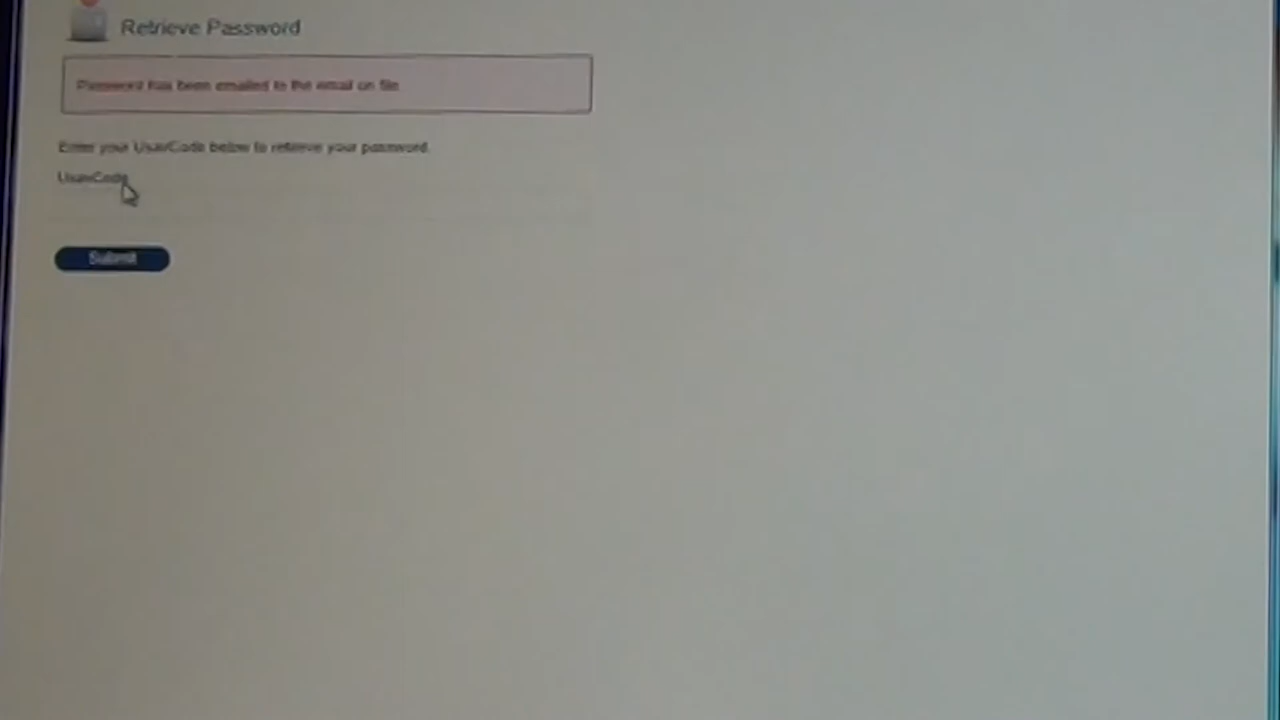 Retrieve Password
Password has been emailed to the email on file
Enter your UserCode below to retrieve your password.
UserCode
Submit